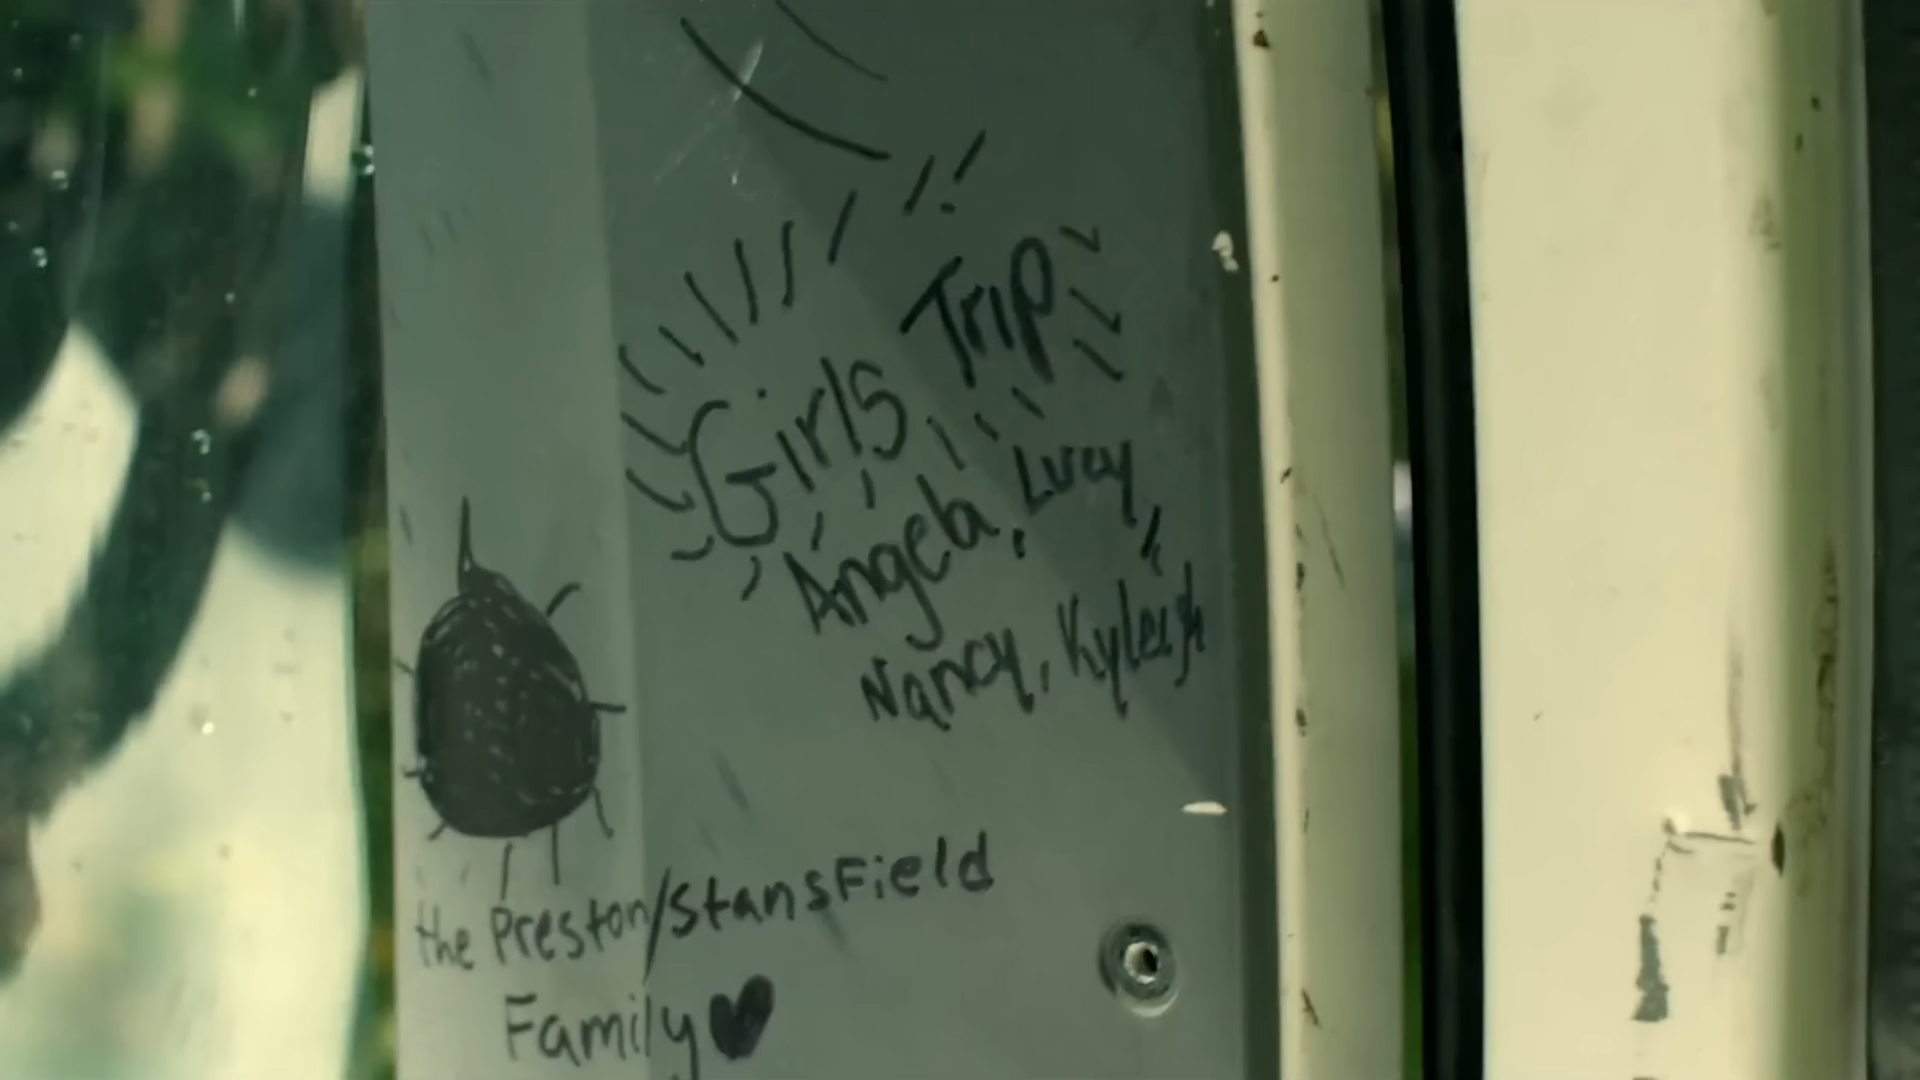 Girls Trip
Angela, Lucy
Nancy, Kyleigh
the Preston/Stansfield
Family